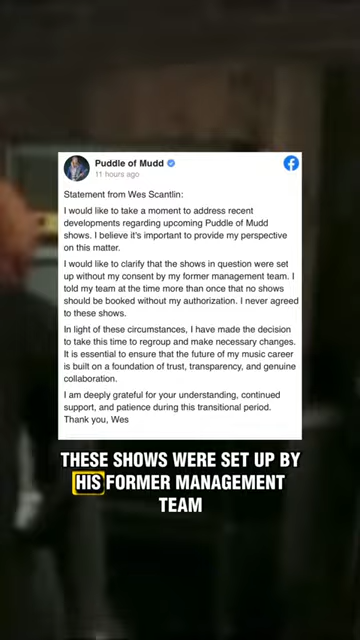 Puddle of Mudd
11 hours ago
Statement from Wes Scantlin:
I would like to take a moment to address recent
developments regarding upcoming Puddle of Mudd
shows. I believe it's important to provide my perspective
on this matter.
I would like to clarify that the shows in question were set
up without my consent by my former management team. I
told my team at the time more than once that no shows
should be booked without my authorization. I never agreed
to these shows.
In light of these circumstances, I have made the decision
to take this time to regroup and make necessary changes.
It is essential to ensure that the future of my music career
is built on a foundation of trust, transparency, and genuine
collaboration.
I am deeply grateful for your understanding, continued
support, and patience during this transitional period.
Thank you, Wes
THESE SHOWS WERE SET UP BY
HIS FORMER MANAGEMENT
TEAM